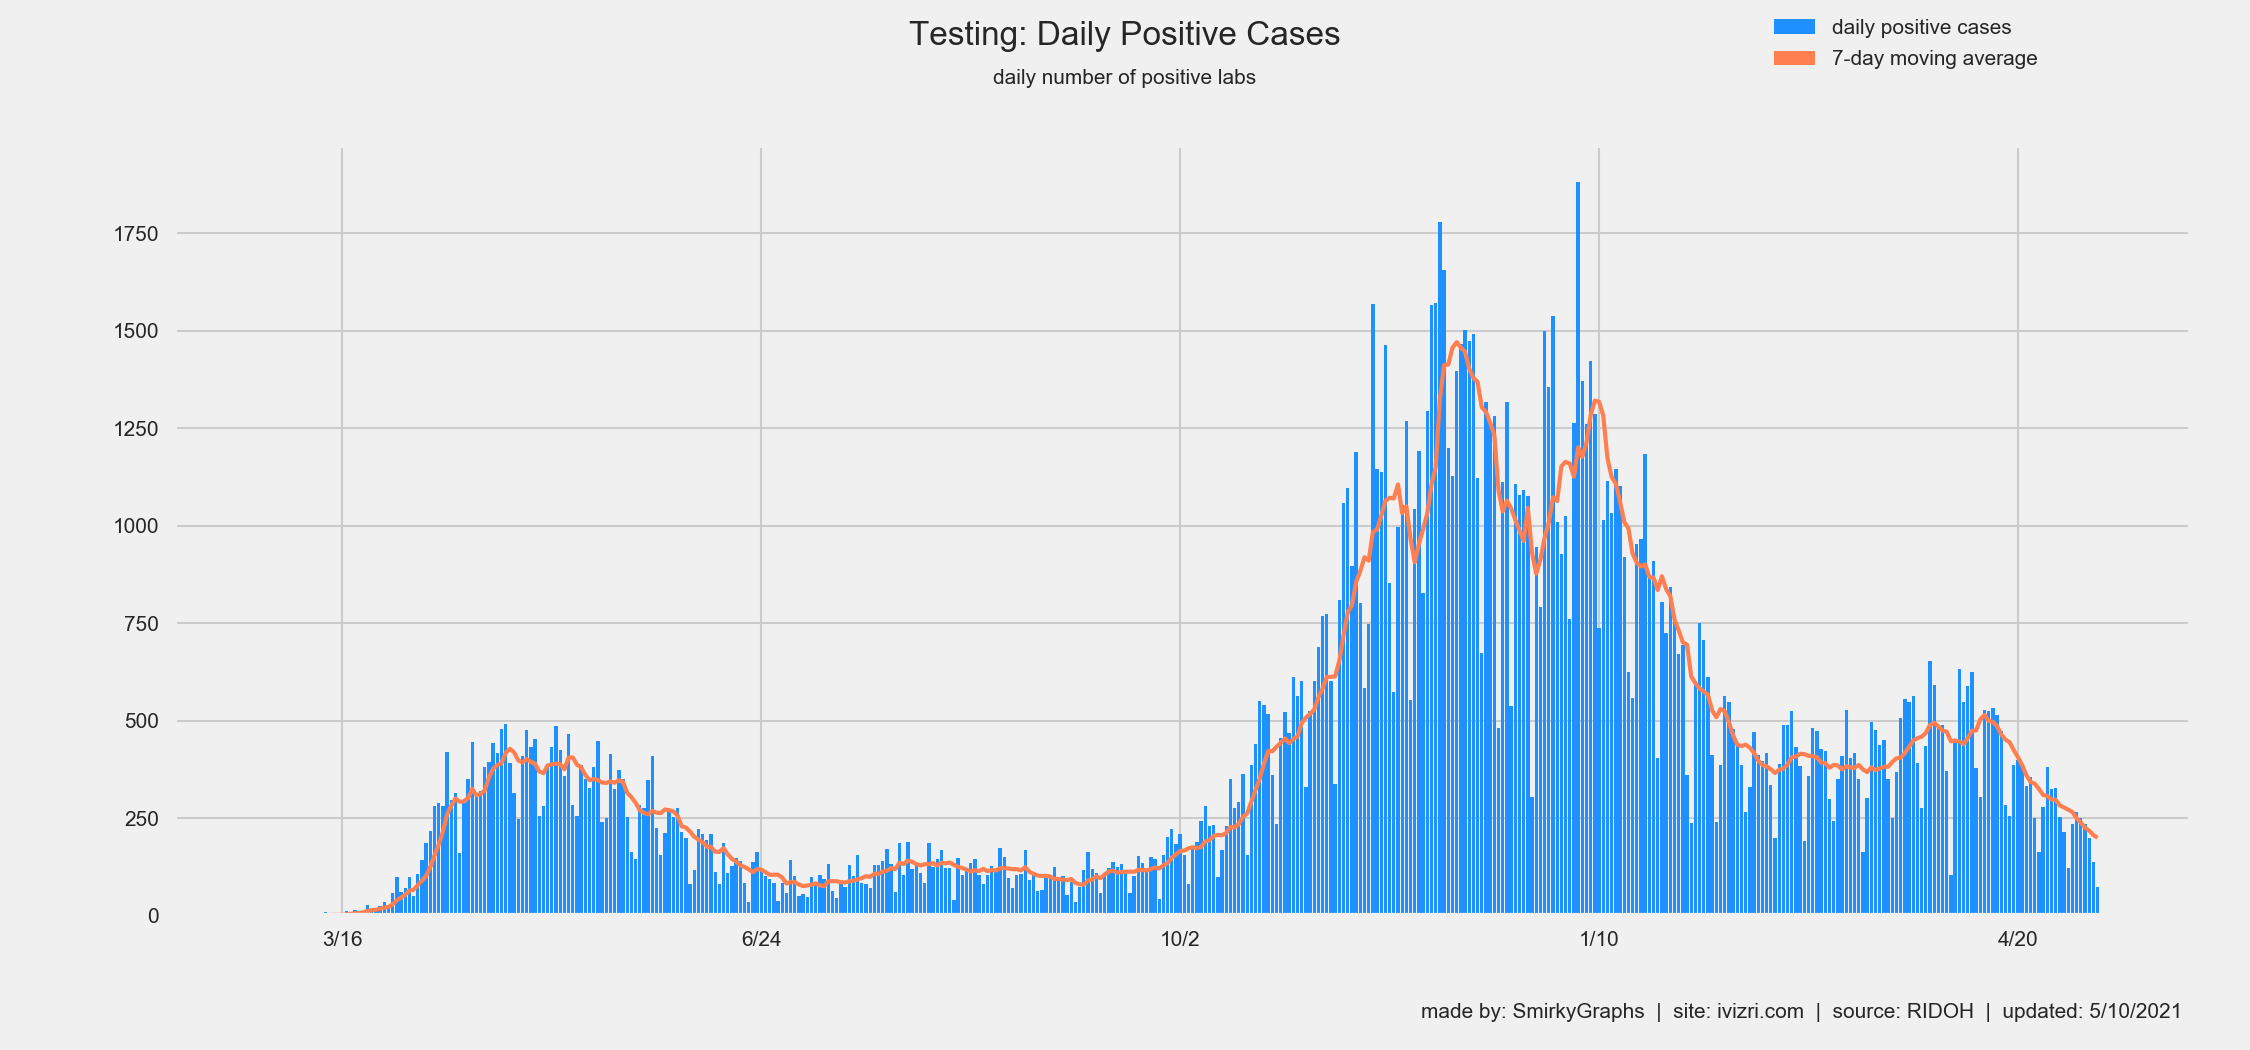 Testing: Daily Positive Cases
daily number of positive labs
daily positive cases
7-day moving average
1750
1500
1250
1000
750
500
250
0
3/16 6/24 10/2 1/10 4/20
made by: SmirkyGraphs | site: ivizri.com | source: RIDOH | updated: 5/10/2021